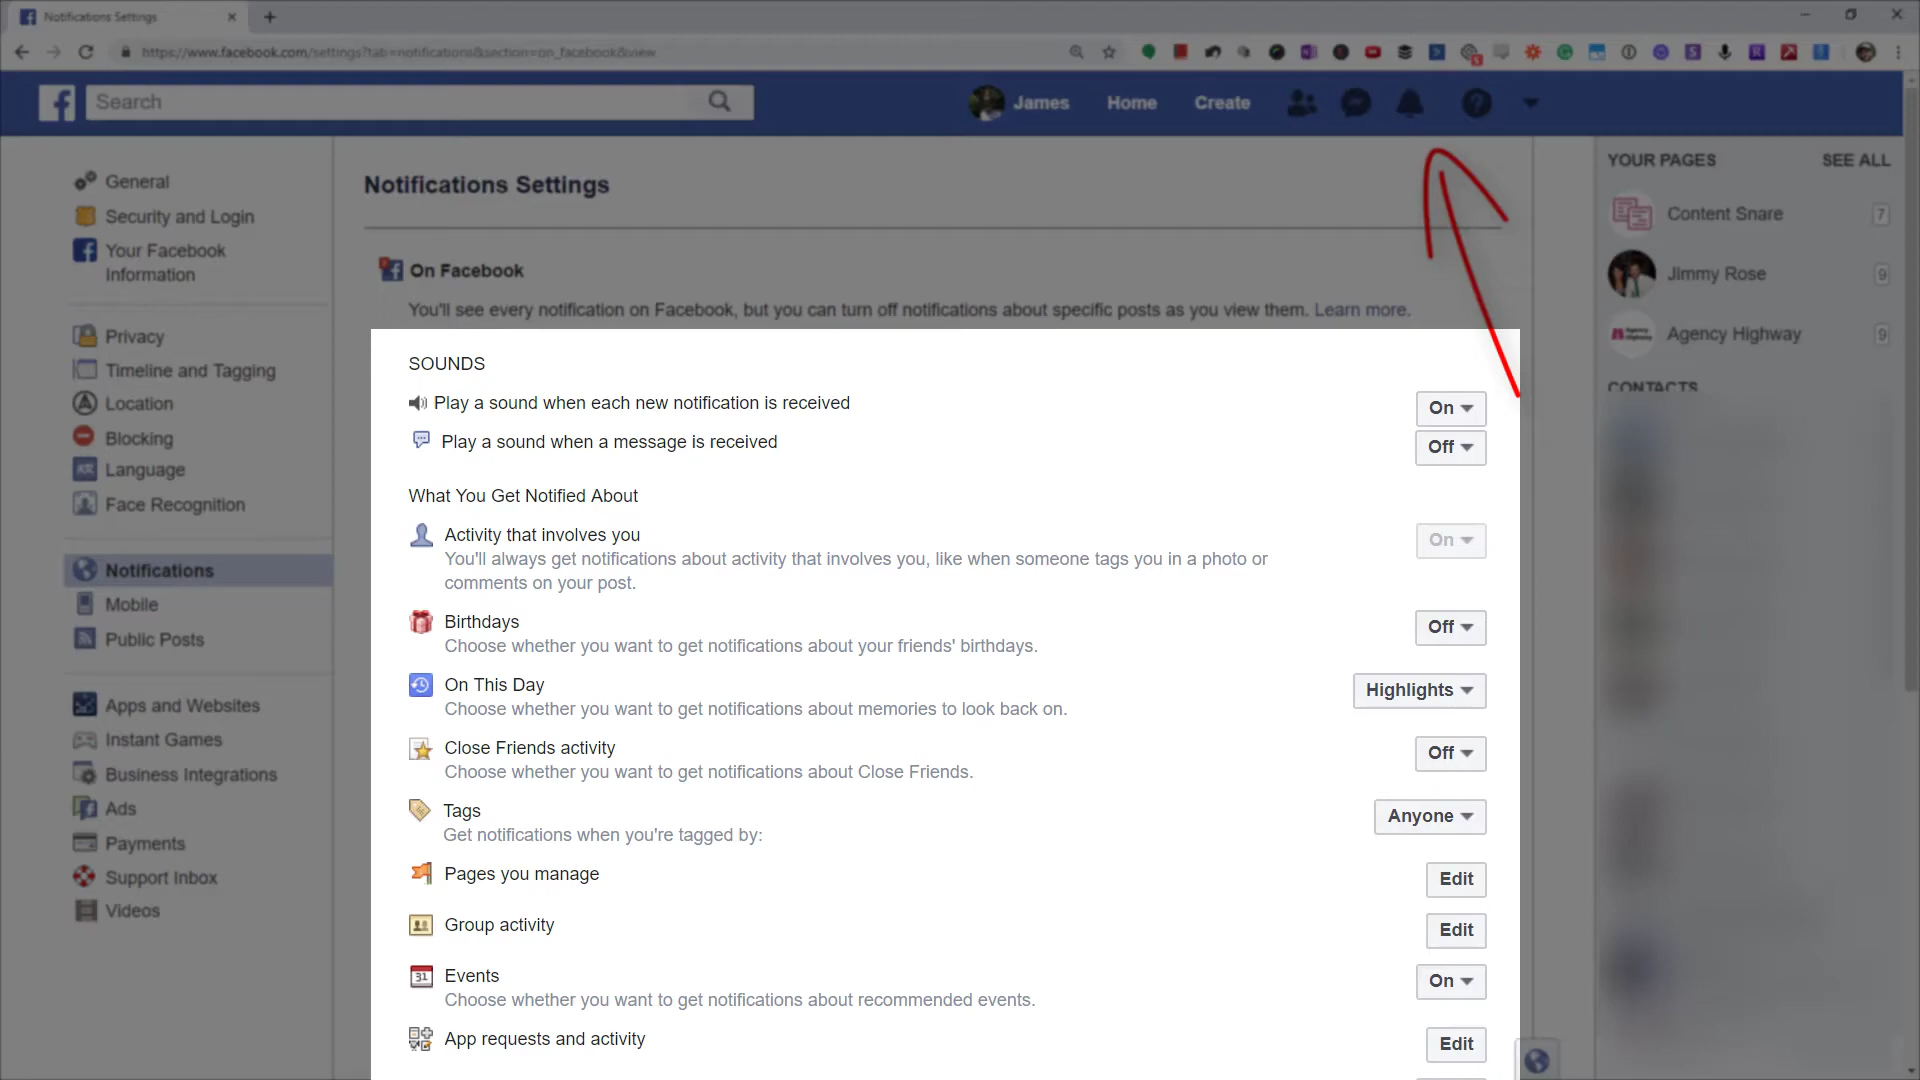 Notifications Settings
https://www.facebook.com/settings?tab=notifications&section=on_facebook&view
Search
James
Home
Create
General
Security and Login
Your Facebook
Information
Privacy
Timeline and Tagging
Location
Blocking
Language
Face Recognition
Notifications
Mobile
Public Posts
Apps and Websites
Instant Games
Business Integrations
Ads
Payments
Support Inbox
Videos
Notifications Settings
On Facebook
You'll see every notification on Facebook, but you can turn off notifications about specific posts as you view them. Learn more.
SOUNDS
Play a sound when each new notification is received On
Play a sound when a message is received Off
What You Get Notified About
Activity that involves you On
You'll always get notifications about activity that involves you, like when someone tags you in a photo or
comments on your post.
Birthdays Off
Choose whether you want to get notifications about your friends' birthdays.
On This Day Highlights
Choose whether you want to get notifications about memories to look back on.
Close Friends activity Off
Choose whether you want to get notifications about Close Friends.
Tags Anyone
Get notifications when you're tagged by:
Pages you manage Edit
Group activity Edit
31 Events On
Choose whether you want to get notifications about recommended events.
App requests and activity Edit
YOUR PAGES SEE ALL
Content Snare 7
Jimmy Rose 9
Agency Highway 9
CONTACTS